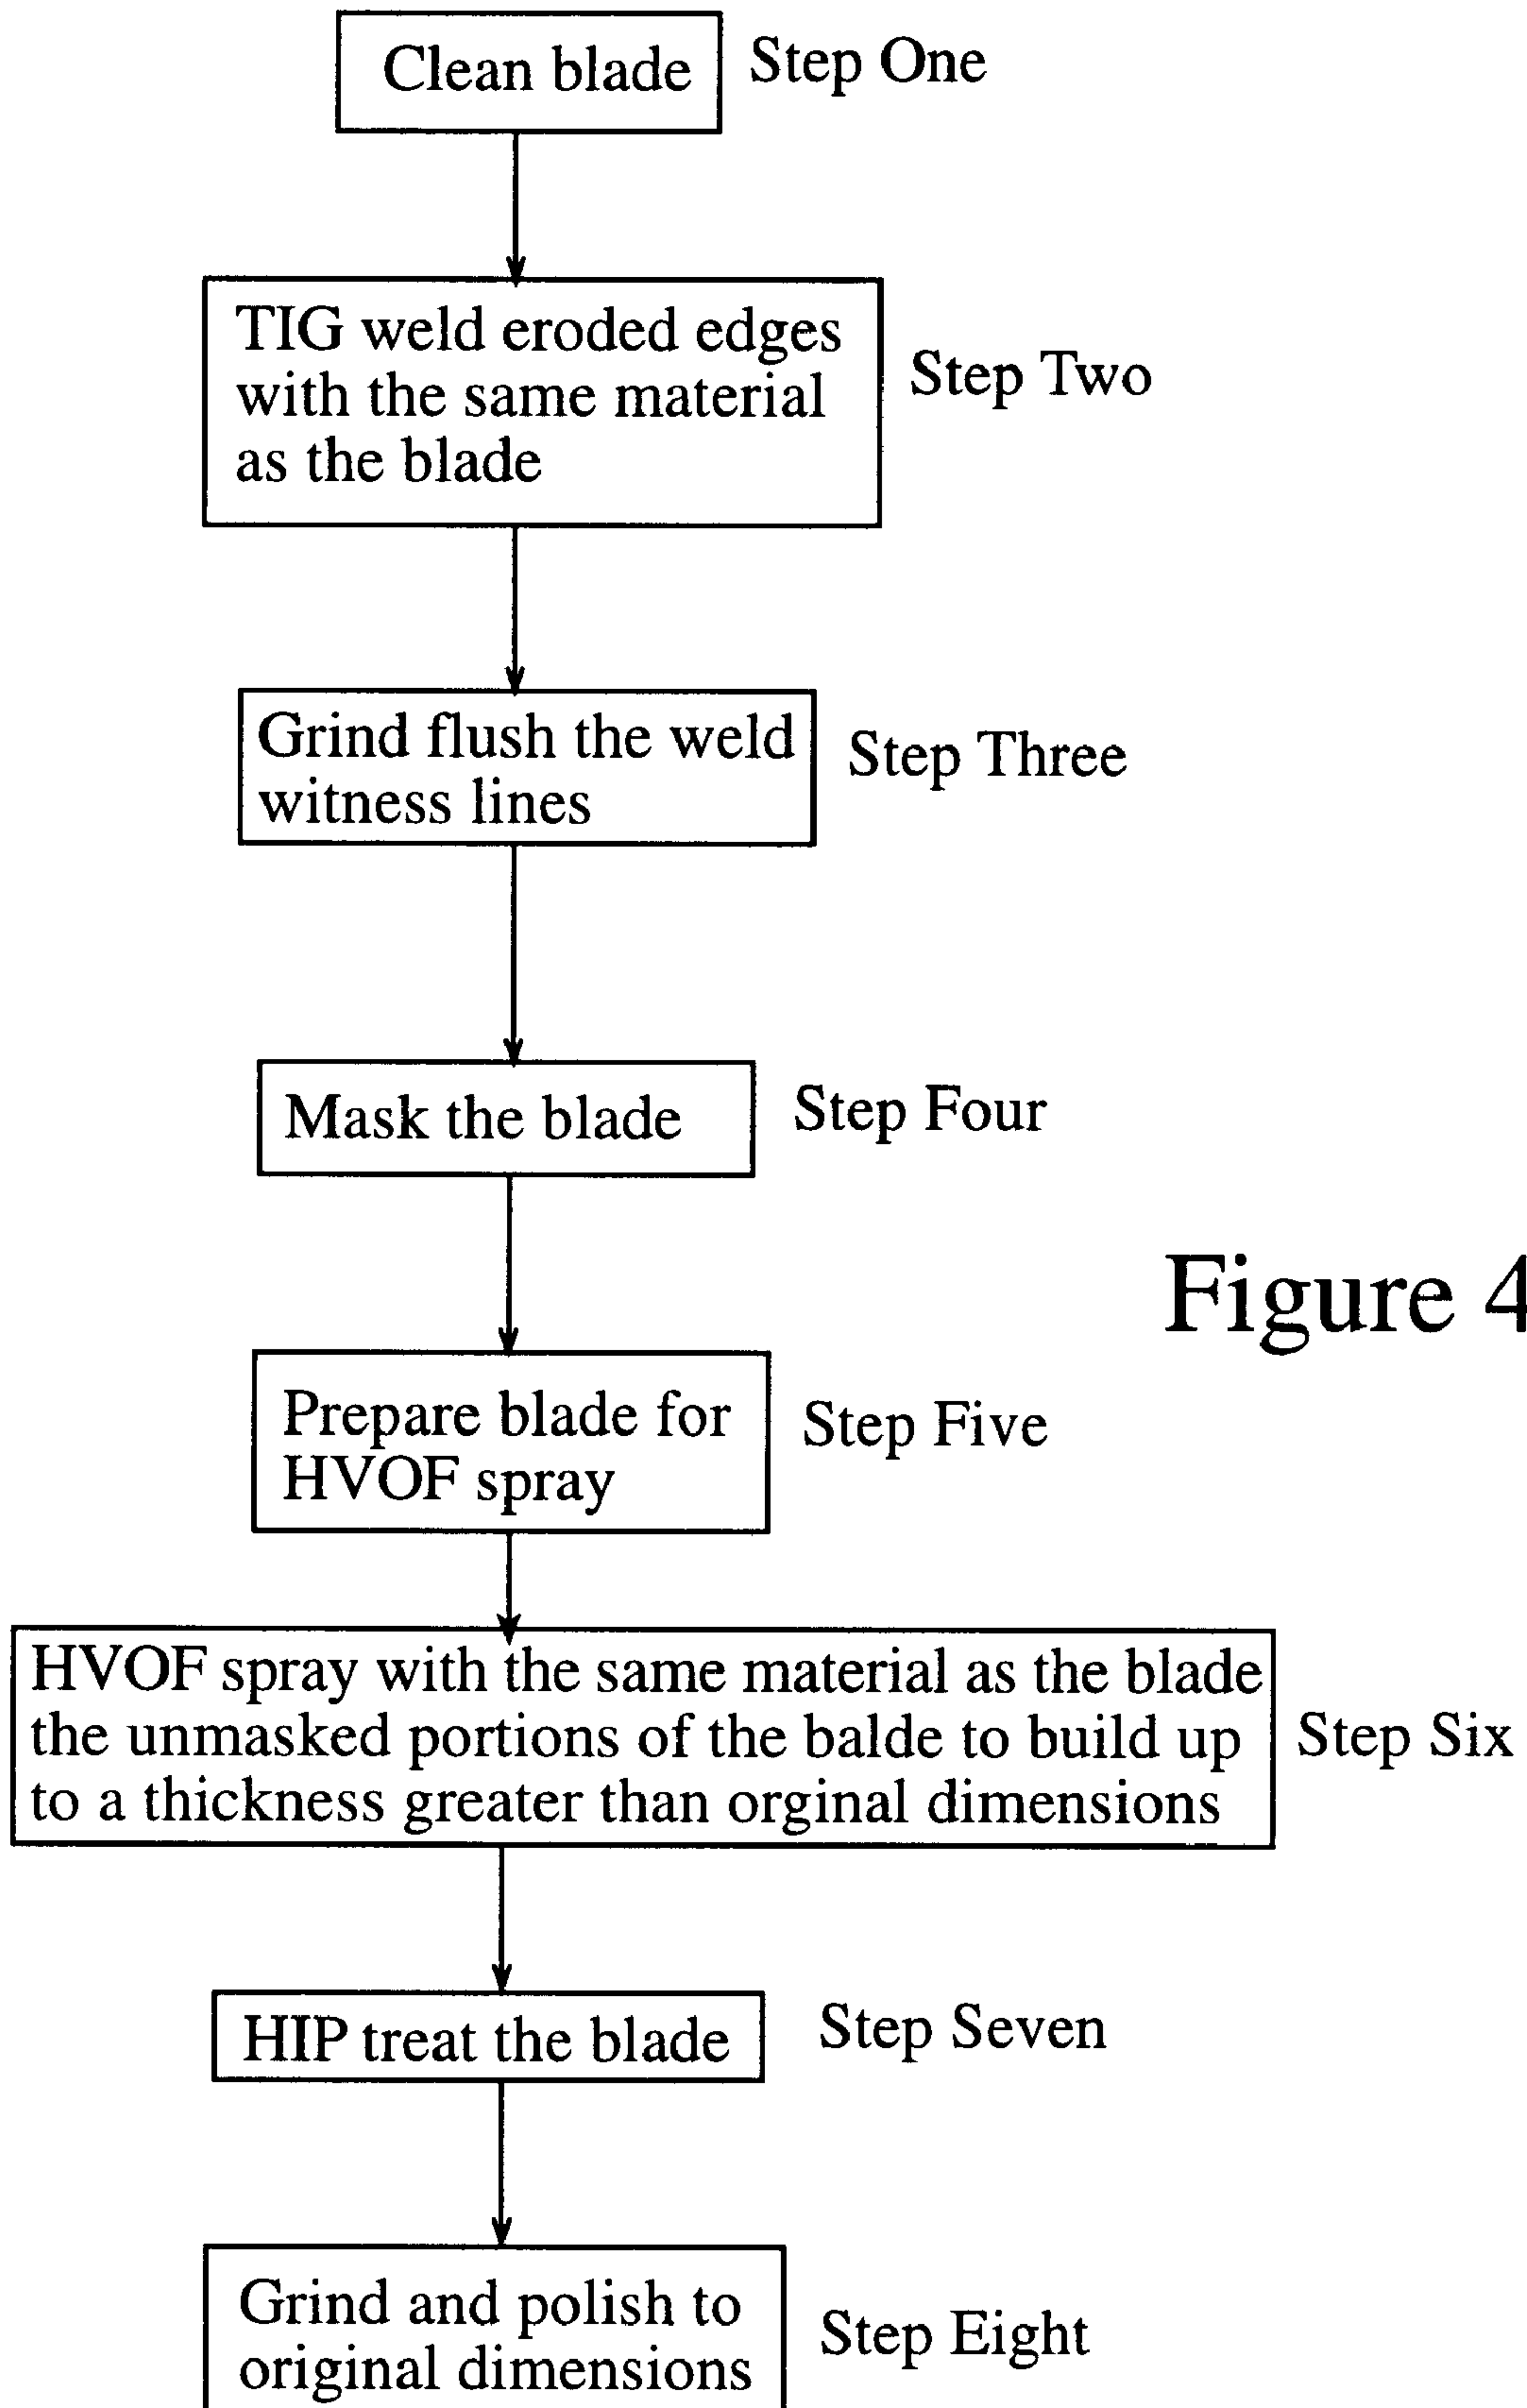 Clean blade
Step One
TIG weld eroded edges
with the same material
as the blade
Step Two
Grind flush the weld
witness lines
Step Three
Mask the blade
Step Four
Figure 4
Prepare blade for
HVOF spray
Step Five
HVOF spray with the same material as the blade
the unmasked portions of the balde to build up
to a thickness greater than orginal dimensions
Step Six
HIP treat the blade
Step Seven
Grind and polish to
original dimensions
Step Eight